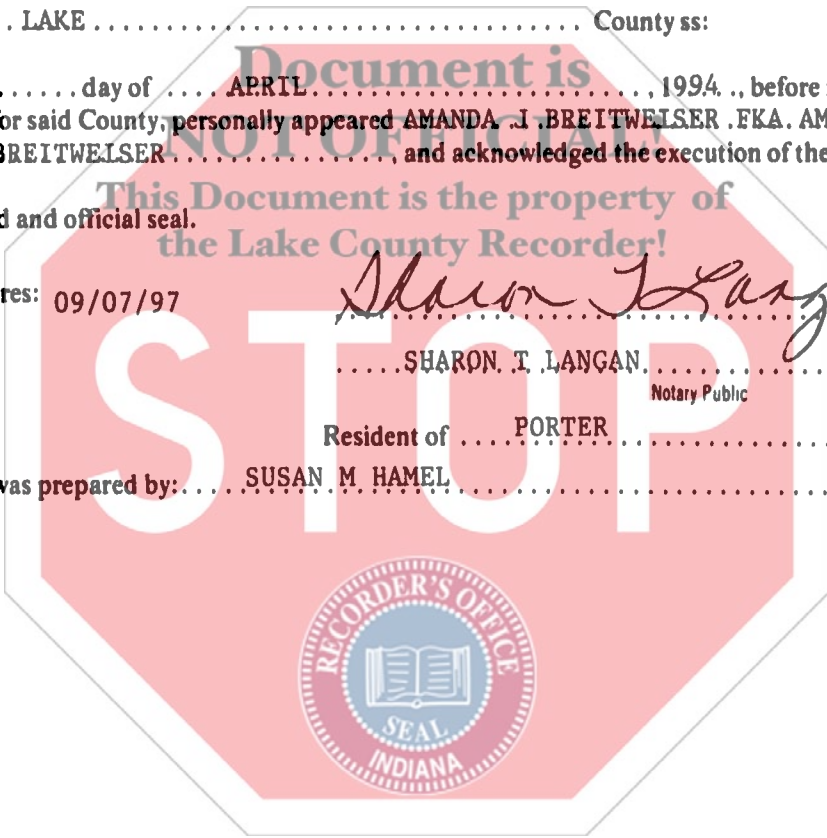 . LAKE ........................................ County ss:
Document is
...... day of .... APRIL ............................, 1994 .., before
or said County, personally appeared AMANDA J BREITWEISER FKA. AM
NOT OFFICIAL
BREITWEISER ................, and acknowledged the execution of the
This Document is the property of
d and official seal.
the Lake County Recorder!
res: 09/07/97
Sharon T Lang
..... SHARON T LANGAN ..........
Notary Public
Resident of .... PORTER ..............
was prepared by: .... SUSAN M HAMEL ..............................
STOP
RECORDER'S OFFICE
SEAL
INDIANA